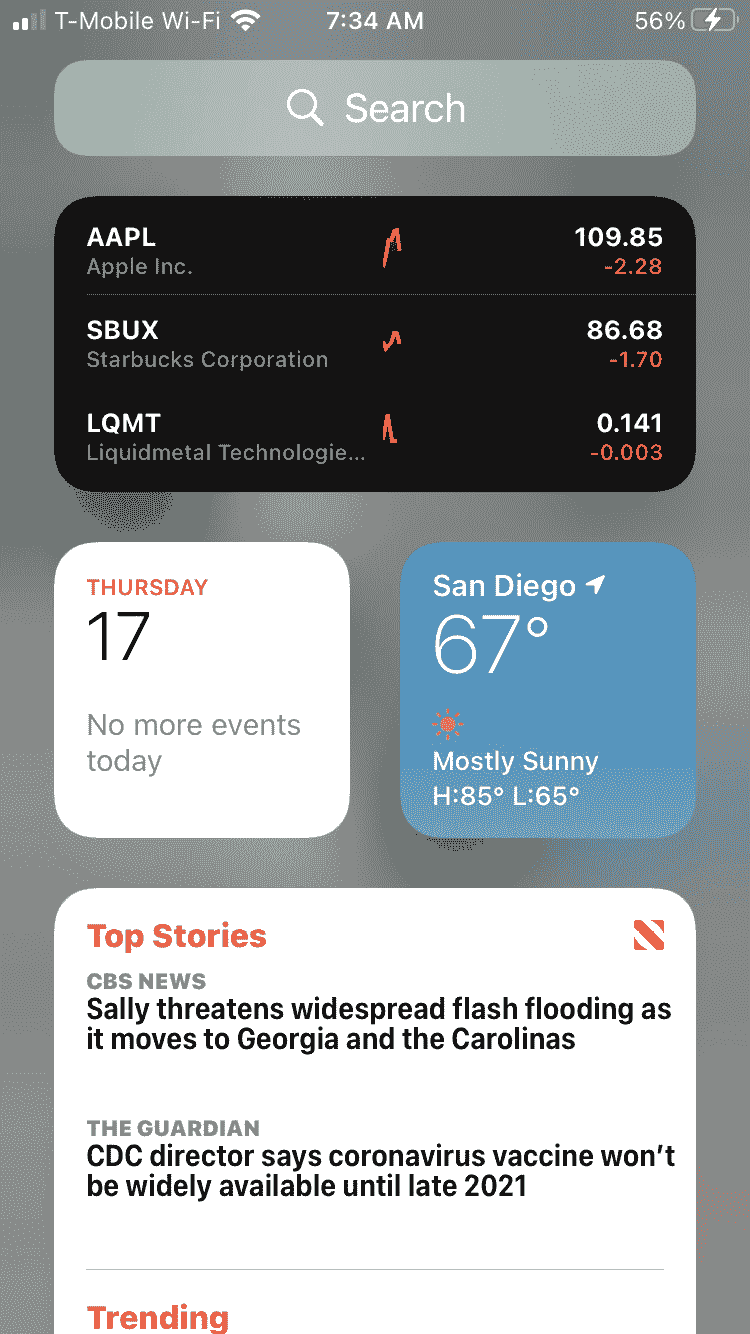 T-Mobile Wi-Fi 7:34 AM 56%
Search
AAPL 109.85
Apple Inc. -2.28
SBUX 86.68
Starbucks Corporation -1.70
LQMT 0.141
Liquidmetal Technologie... -0.003
THURSDAY
17
No more events
today
San Diego
67°
Mostly Sunny
H:85° L:65°
Top Stories
CBS NEWS
Sally threatens widespread flash flooding as
it moves to Georgia and the Carolinas
THE GUARDIAN
CDC director says coronavirus vaccine won’t
be widely available until late 2021
Trending